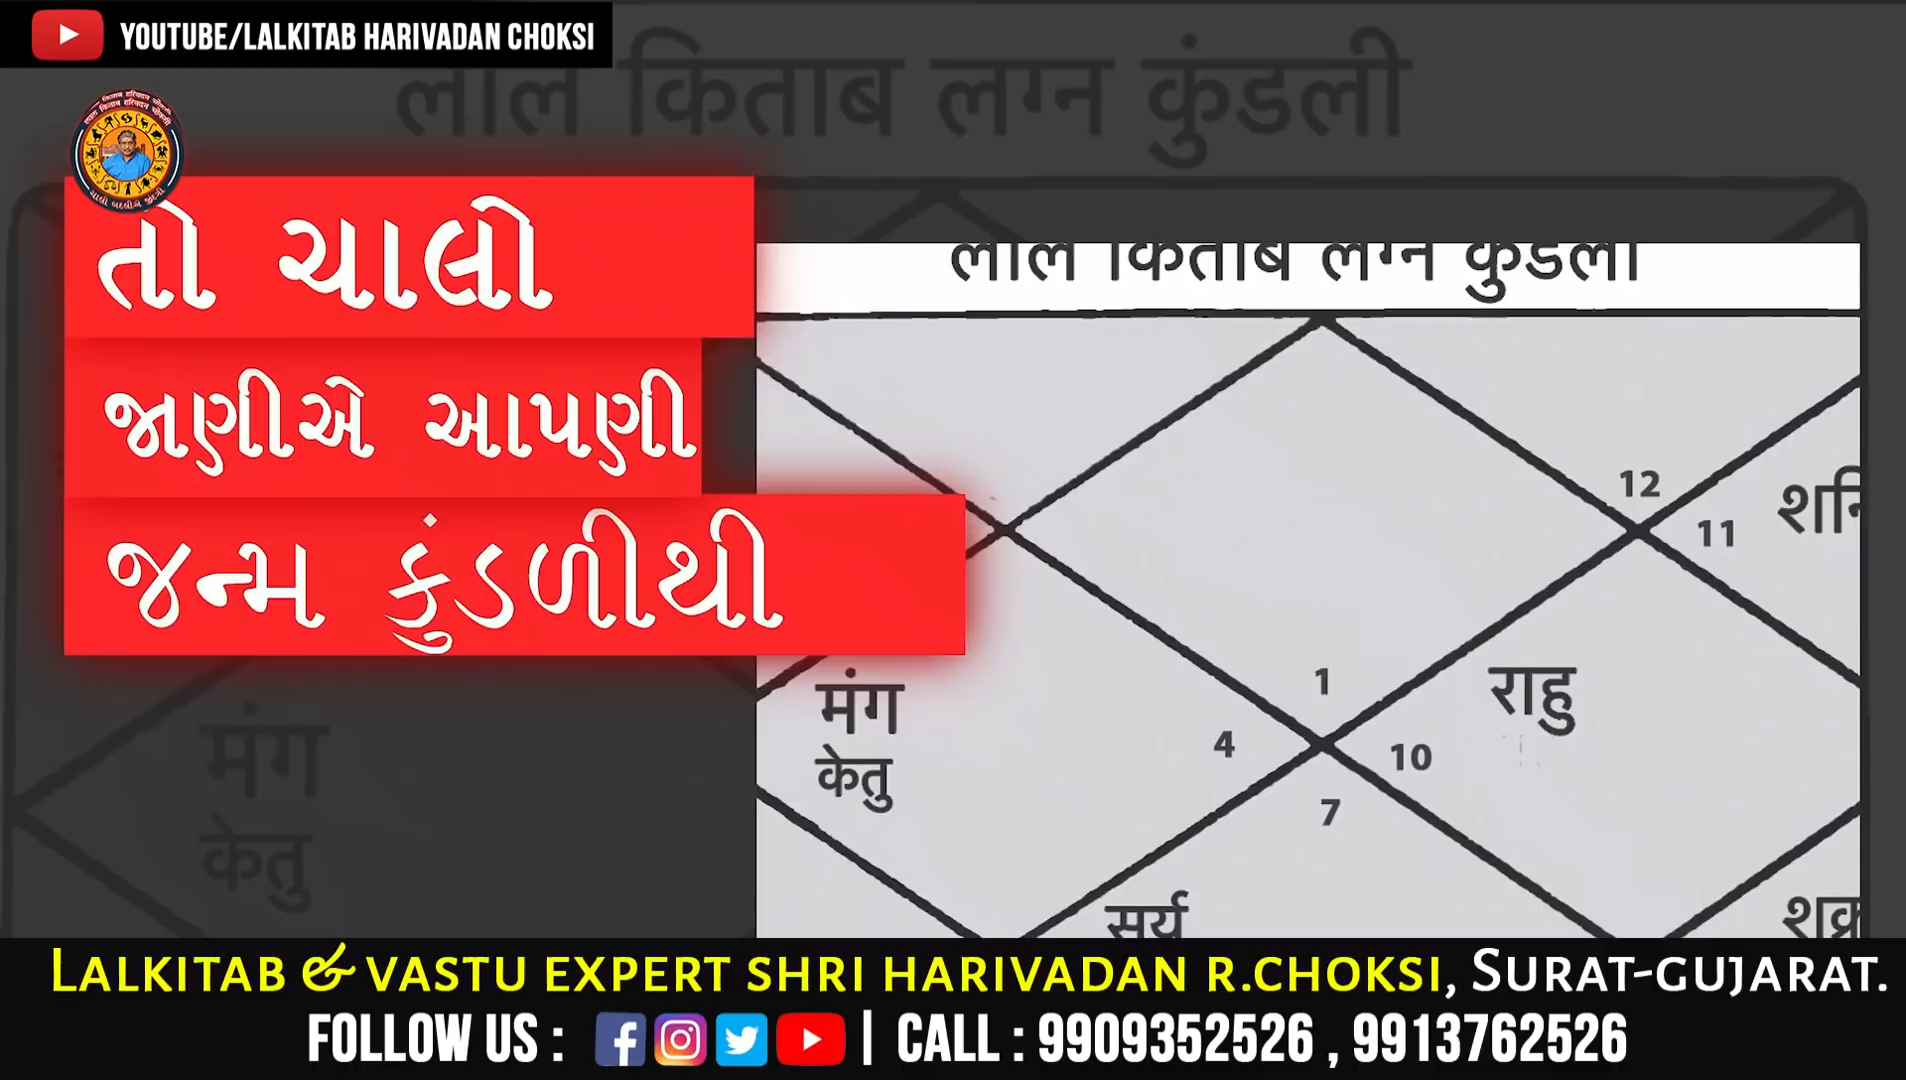 YOUTUBE/LALKITAB HARIVADAN CHOKSI
लाल किताब लग्न कुंडली
તો ચાલો
જાણીએ આપણી
જન્મ કુંડળીથી
लाल किताब लग्न कुंडली
12
11
शनि
1
राहु
मंग
4
10
केतु
7
मंग
केतु
सूर्य
शुक्र
LALKITAB & VASTU EXPERT SHRI HARIVADAN R.CHOKSI, SURAT-GUJARAT.
FOLLOW US : | CALL : 9909352526 , 9913762526